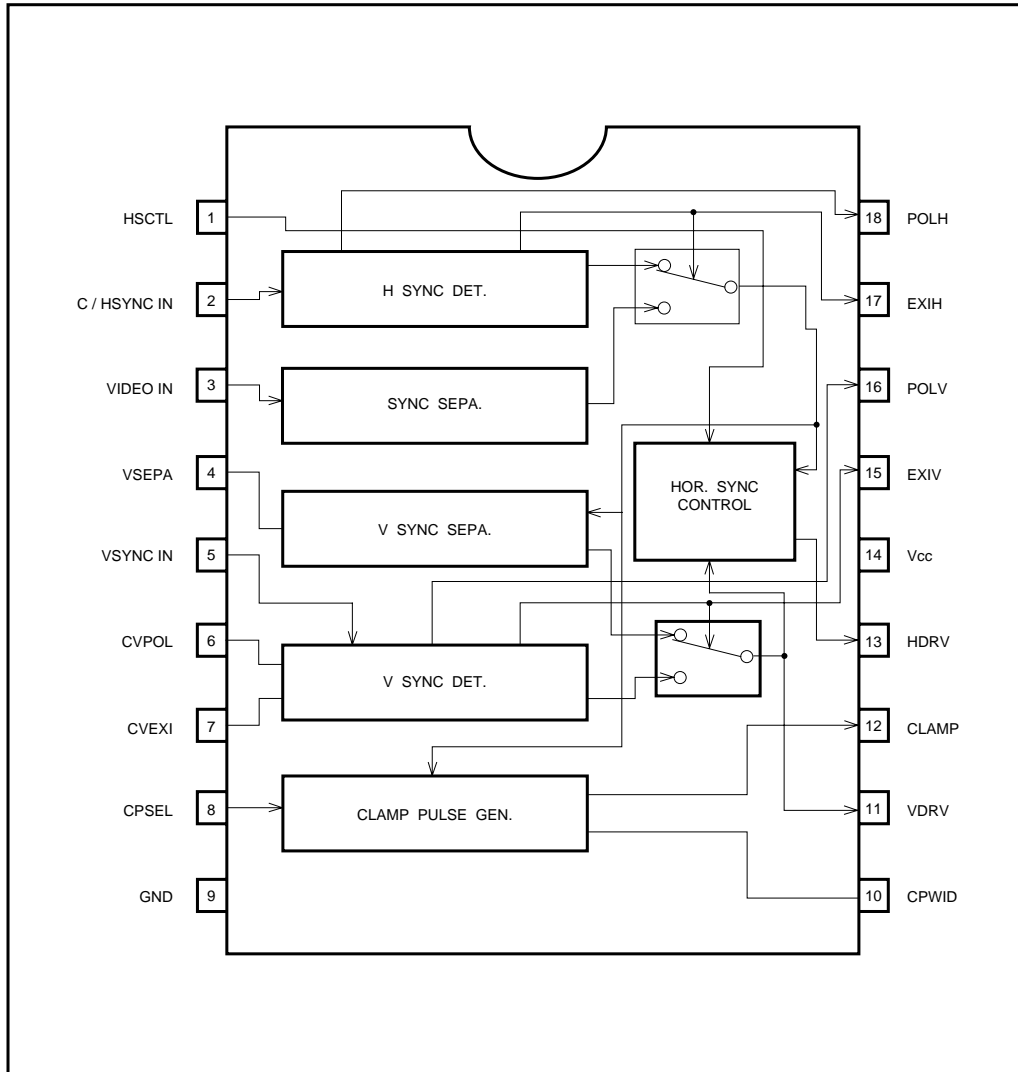 HSCTL
1
C / HSYNC IN
2
VIDEO IN
3
VSEPA
4
VSYNC IN
5
CVPOL
6
CVEXI
7
CPSEL
8
GND
9
H SYNC DET.
SYNC SEPA.
V SYNC SEPA.
V SYNC DET.
CLAMP PULSE GEN.
HOR. SYNC
CONTROL
18
POLH
17
EXIH
16
POLV
15
EXIV
14
Vcc
13
HDRV
12
CLAMP
11
VDRV
10
CPWID